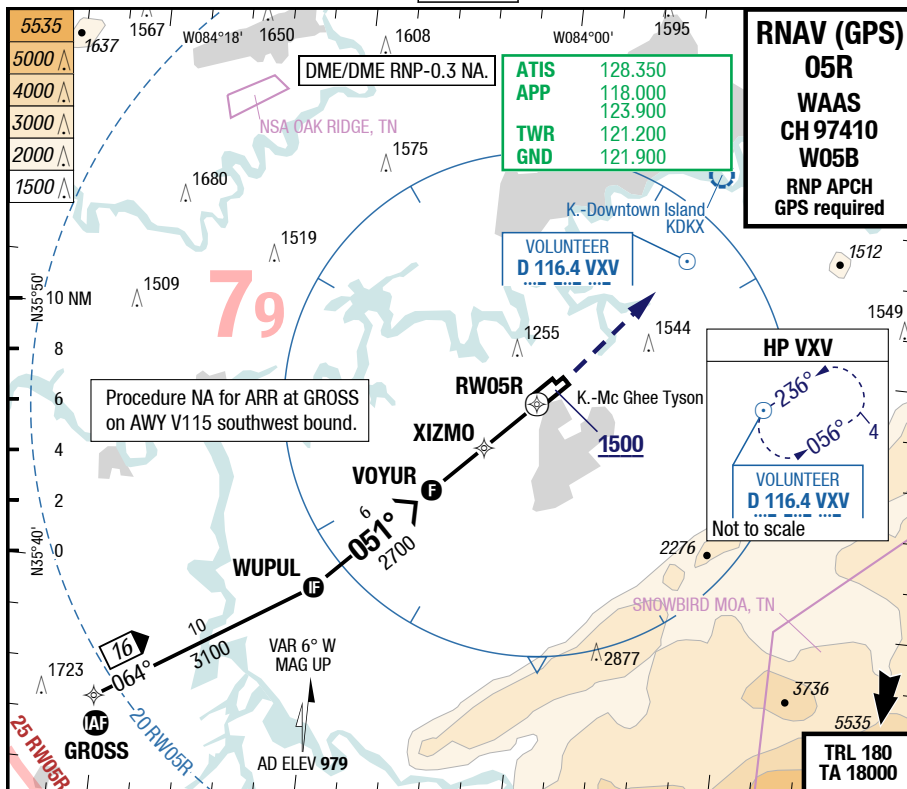 5535
5000
4000
3000
2000
1500
1637
1567
W084°18'
1650
1608
W084°00'
1595
DME/DME RNP-0.3 NA.
ATIS 128.350
APP 118.000
123.900
TWR 121.200
GND 121.900
RNAV (GPS)
05R
WAAS
CH 97410
W05B
RNP APCH
GPS required
NSA OAK RIDGE, TN
1575
1680
K.-Downtown Island
KDKX
VOLUNTEER
D 116.4 VXV
1519
1512
N35°50'
10 NM
1509
79
1549
8
1255
1544
HP VXV
6
RW05R
K.-Mc Ghee Tyson
236°
056°
4
Procedure NA for ARR at GROSS
on AWY V115 southwest bound.
XIZMO
1500
4
VOYUR
F
VOLUNTEER
D 116.4 VXV
Not to scale
2
6
051°
2700
N35°40'
0
2276
WUPUL
IF
SNOWBIRD MOA, TN
10
3100
16
064°
VAR 6° W
MAG UP
2877
1723
3736
IAF
GROSS
20 RW05R
25 RW05R
AD ELEV 979
5535
TRL 180
TA 18000